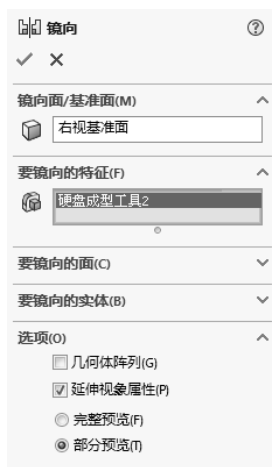 镜向
镜向面/基准面(M)
右视基准面
要镜向的特征(F)
硬盘成型工具2
要镜向的面(C)
要镜向的实体(B)
选项(O)
几何体阵列(G)
延伸视象属性(P)
完整预览(F)
部分预览(T)